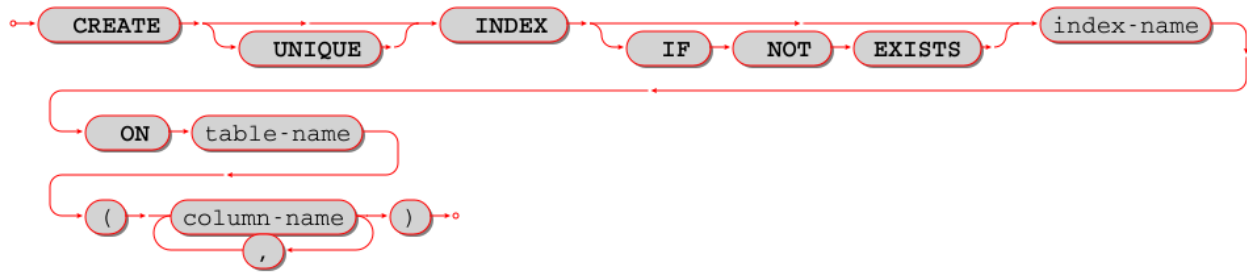 CREATE UNIQUE INDEX IF NOT EXISTS index-name
ON table-name
( column-name )
,